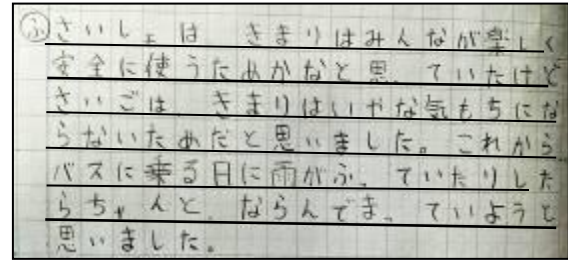 ふさいしょは きまりはみんなが楽しく
安全に使うためかなと思っていたけど
さいごは、きまりはいやな気もちにな
らないためだと思いました。これから
バスに乗る日に雨がふっていたりした
らちゃんと、ならんでまっていようと
思いました。